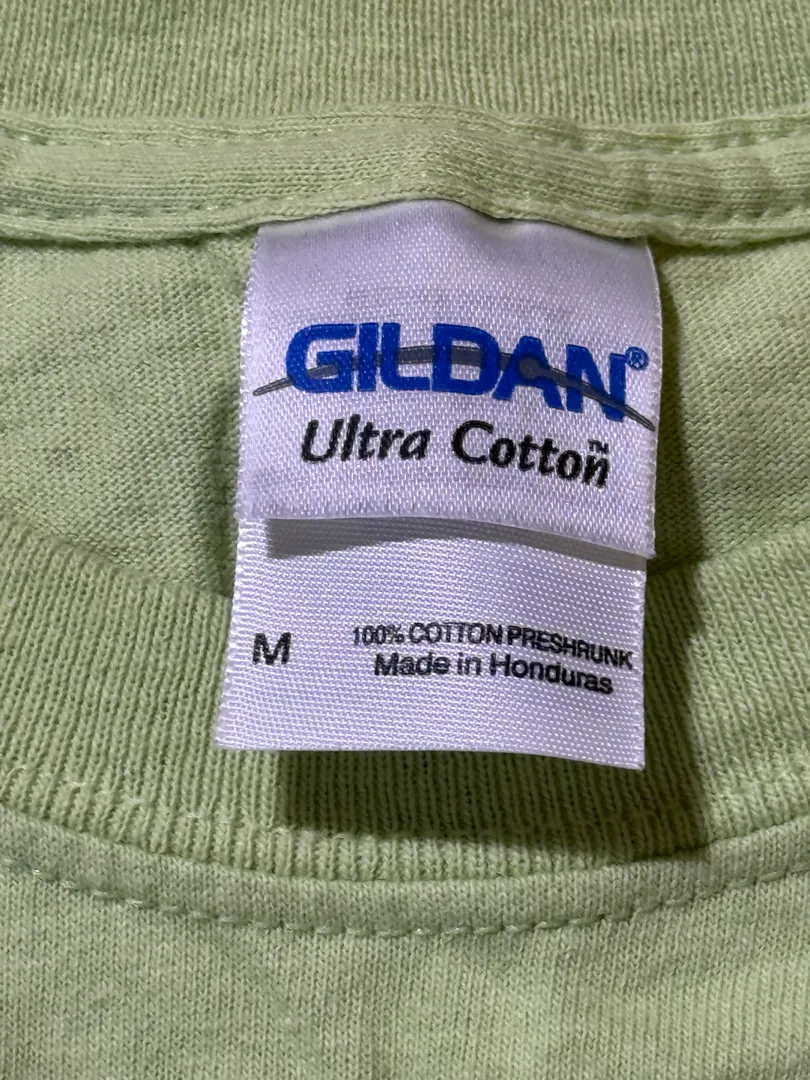 GILDAN®
Ultra Cotton™
M
100% COTTON PRESHRUNK
Made in Honduras